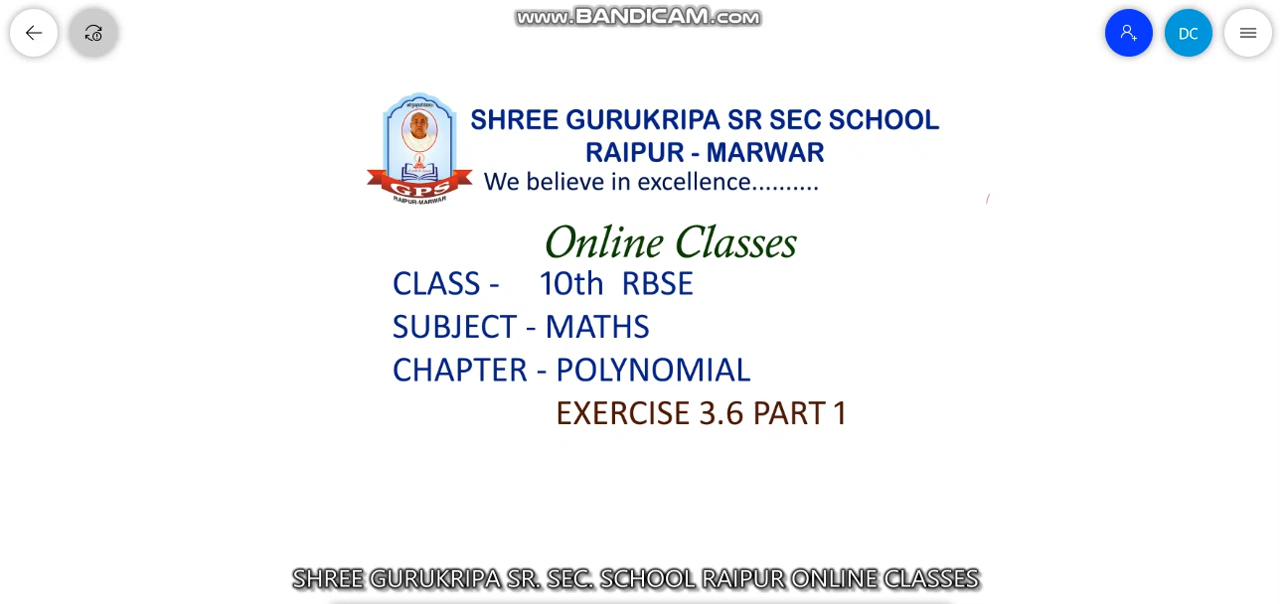 www.BANDICAM.com
DC
SHREE GURUKRIPA SR SEC SCHOOL
RAIPUR - MARWAR
We believe in excellence..........
GPS
RAIPUR-MARWAR
Online Classes
CLASS - 10th RBSE
SUBJECT - MATHS
CHAPTER - POLYNOMIAL
EXERCISE 3.6 PART 1
SHREE GURUKRIPA SR. SEC. SCHOOL RAIPUR ONLINE CLASSES